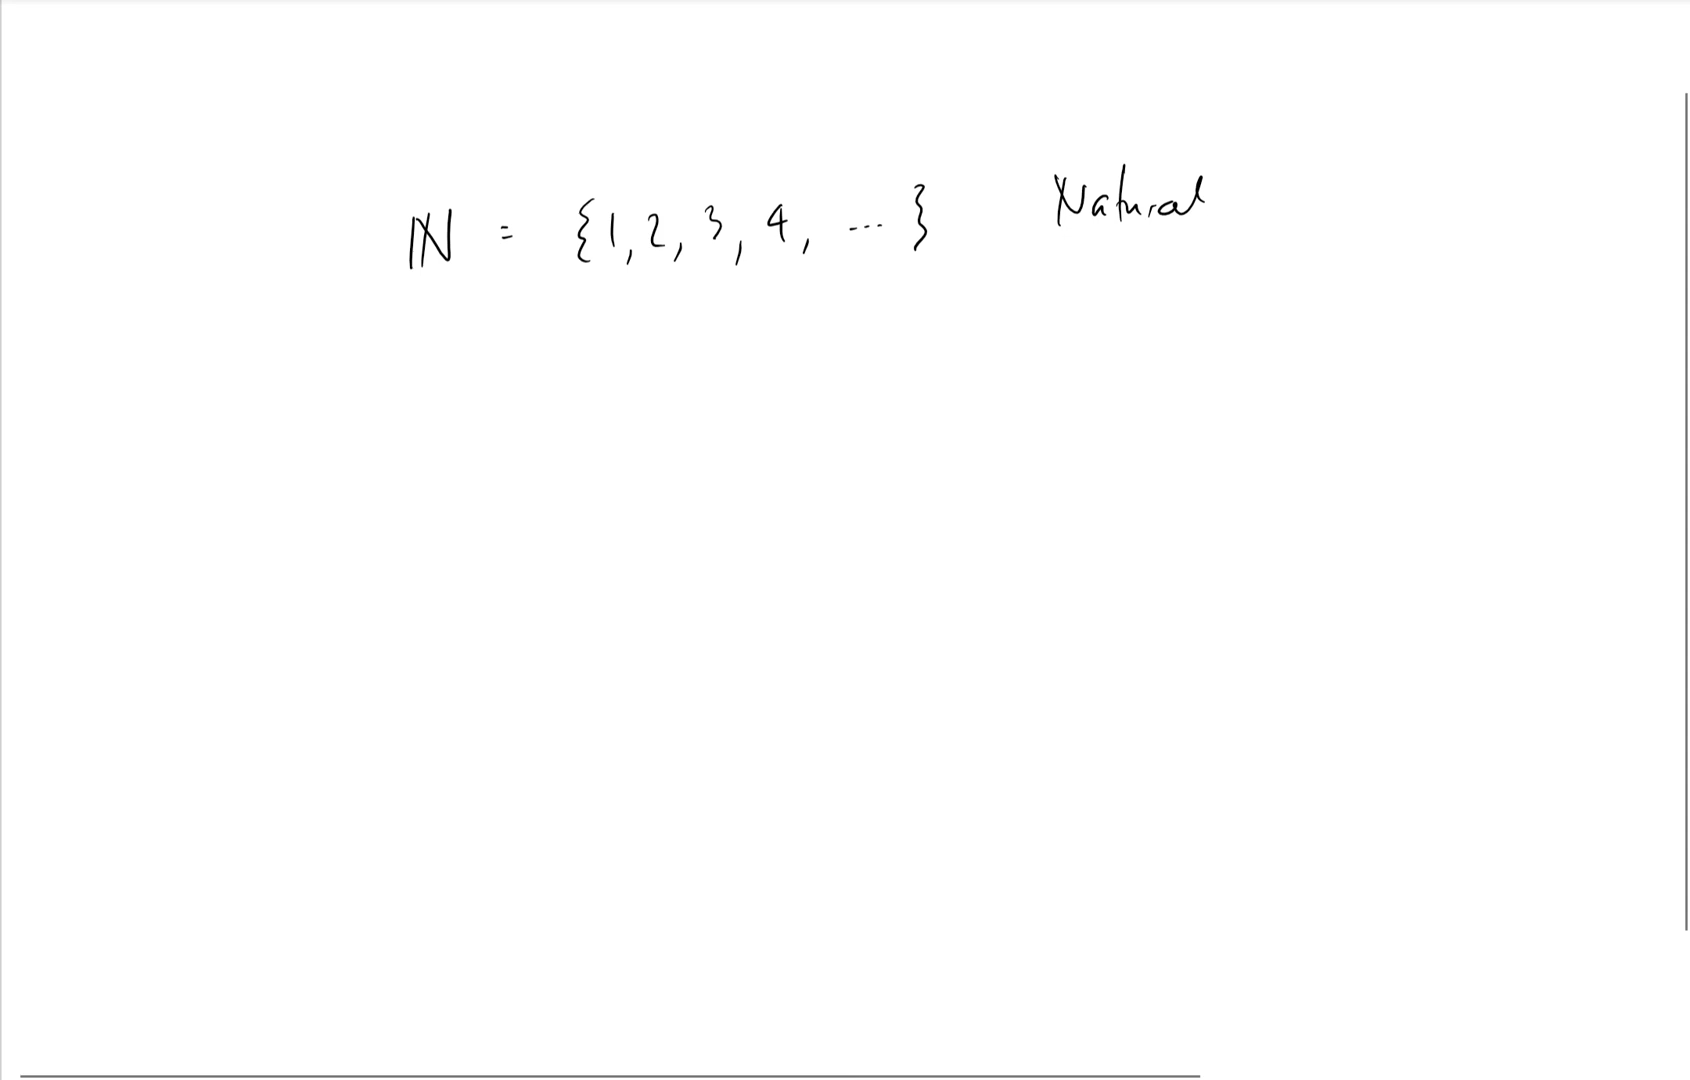 ℕ = {1, 2, 3, 4, ...} Natural